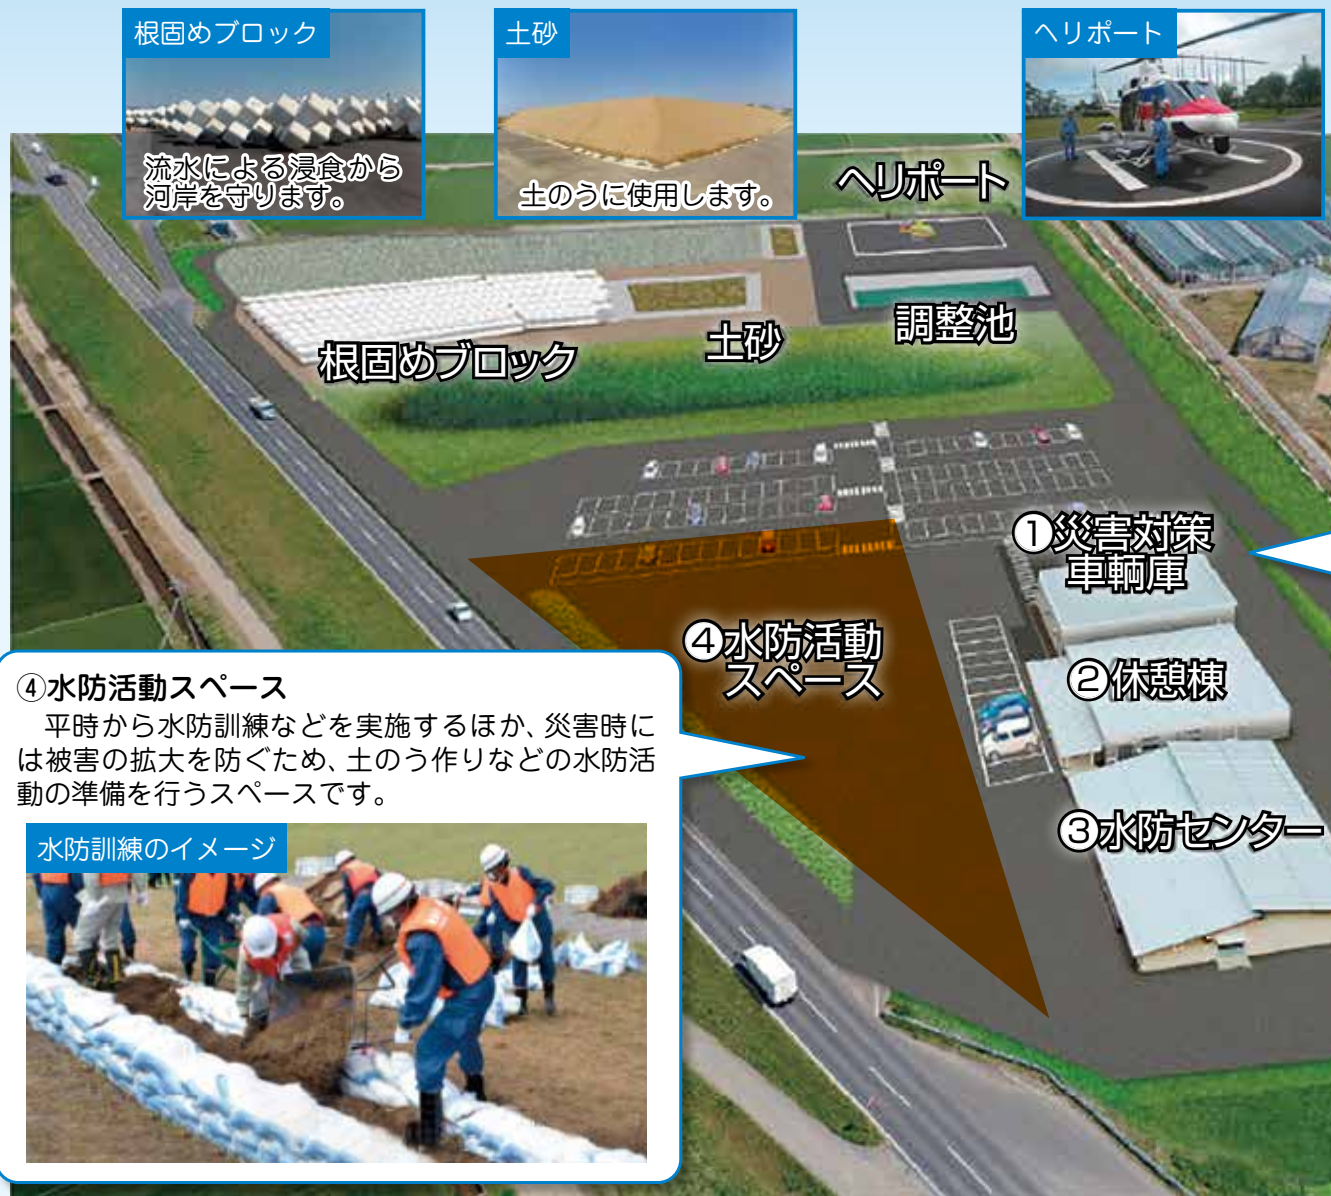 根固めブロック
流水による浸食から
河岸を守ります。
土砂
土のうに使用します。
ヘリポート
ヘリポート
根固めブロック
土砂
調整池
①災害対策
車輌庫
②休憩棟
③水防センター
④水防活動
スペース
④水防活動スペース
　平時から水防訓練などを実施するほか、災害時に
は被害の拡大を防ぐため、土のう作りなどの水防活
動の準備を行うスペースです。
水防訓練のイメージ